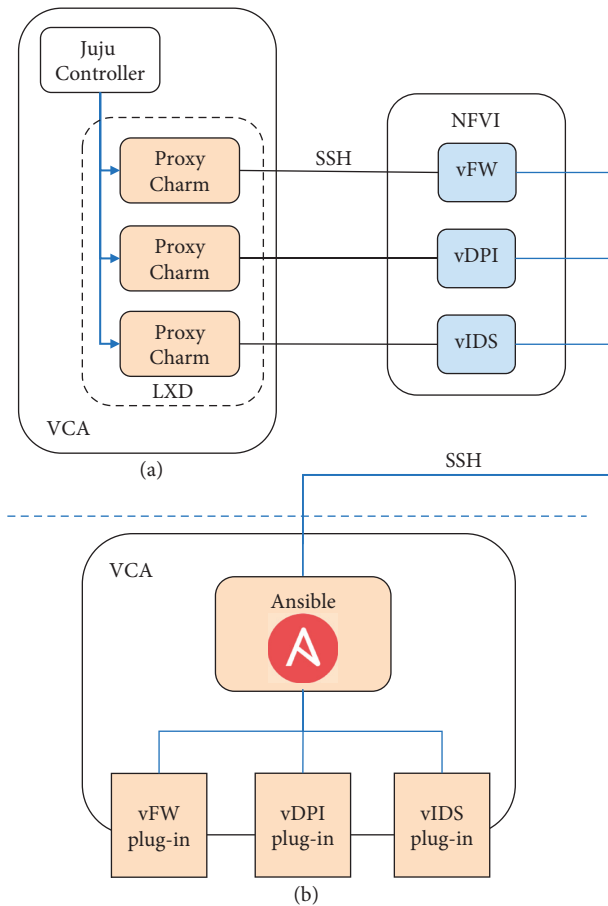 Juju
Controller
Proxy
Charm
Proxy
Charm
Proxy
Charm
LXD
VCA
SSH
NFVI
vFW
vDPI
vIDS
(a)
SSH
VCA
Ansible
vFW
plug-in
vDPI
plug-in
vIDS
plug-in
(b)